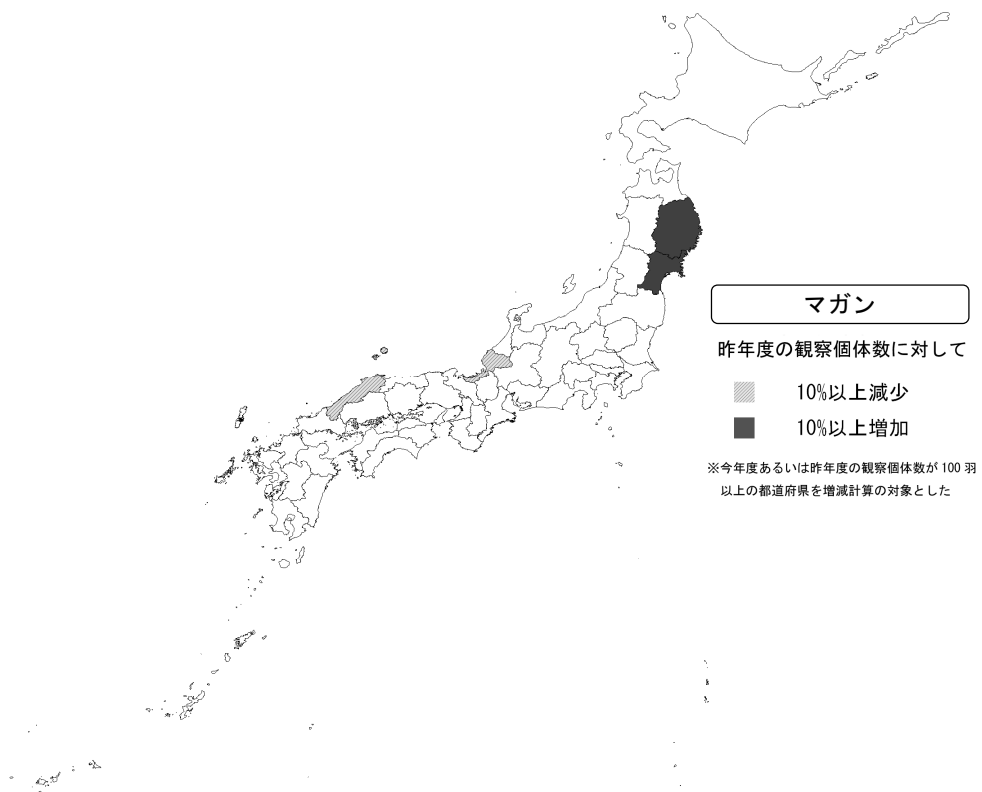 マガン
昨年度の観察個体数に対して
10%以上減少
10%以上増加
※今年度あるいは昨年度の観察個体数が100羽
以上の都道府県を増減計算の対象とした